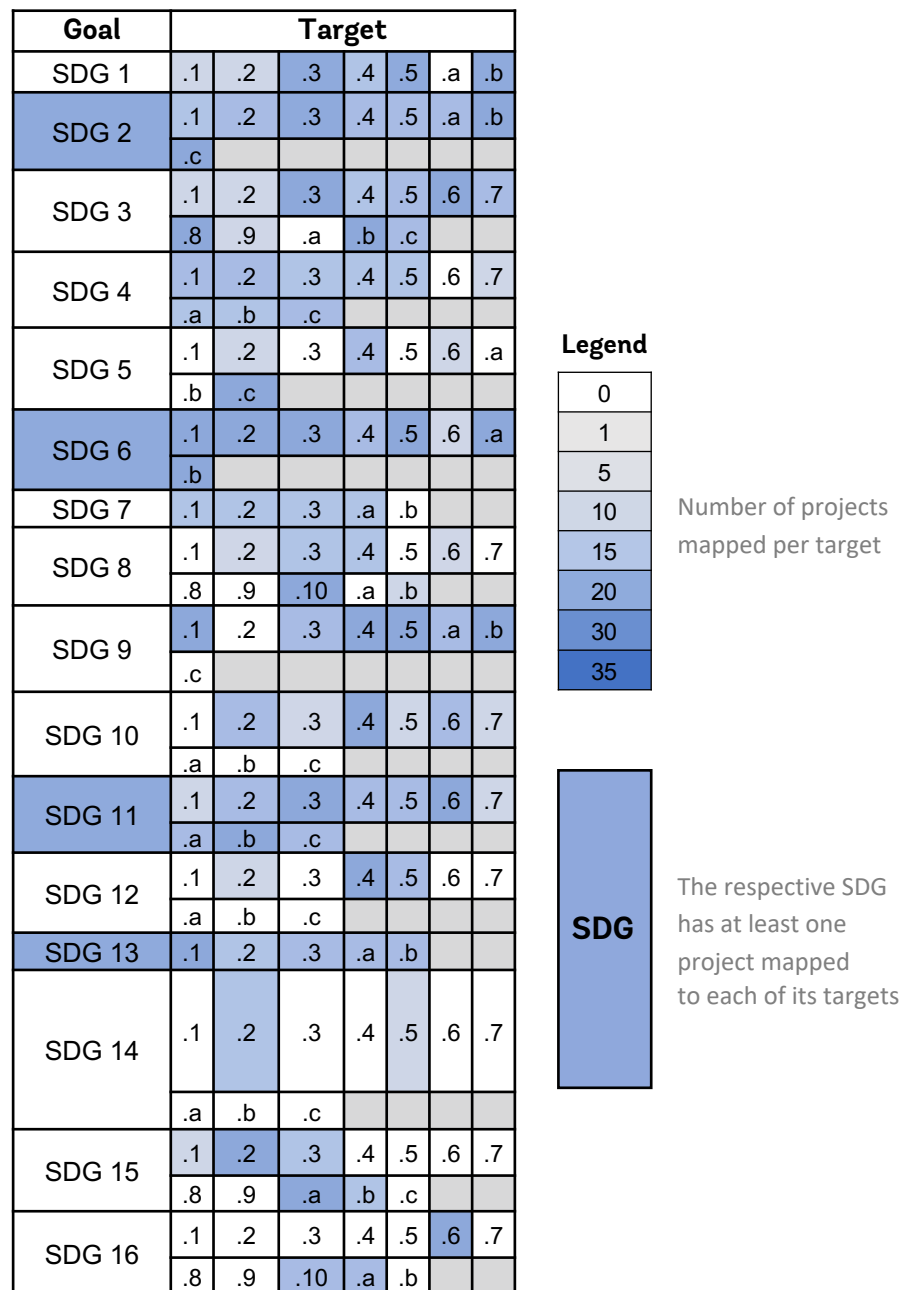 Goal Target
SDG 1 .1 .2 .3 .4 .5 .a .b
SDG 2 .1 .2 .3 .4 .5 .a .b
.c
SDG 3 .1 .2 .3 .4 .5 .6 .7
.8 .9 .a .b .c
SDG 4 .1 .2 .3 .4 .5 .6 .7
.a .b .c
SDG 5 .1 .2 .3 .4 .5 .6 .a
.b .c
SDG 6 .1 .2 .3 .4 .5 .6 .a
.b
SDG 7 .1 .2 .3 .a .b
SDG 8 .1 .2 .3 .4 .5 .6 .7
.8 .9 .10 .a .b
SDG 9 .1 .2 .3 .4 .5 .a .b
.c
SDG 10 .1 .2 .3 .4 .5 .6 .7
.a .b .c
SDG 11 .1 .2 .3 .4 .5 .6 .7
.a .b .c
SDG 12 .1 .2 .3 .4 .5 .6 .7
.a .b .c
SDG 13 .1 .2 .3 .a .b
SDG 14 .1 .2 .3 .4 .5 .6 .7
.a .b .c
SDG 15 .1 .2 .3 .4 .5 .6 .7
.8 .9 .a .b .c
SDG 16 .1 .2 .3 .4 .5 .6 .7
.8 .9 .10 .a .b
Legend
0
1
5
10
15
20
30
35
Number of projects
mapped per target
SDG
The respective SDG
has at least one
project mapped
to each of its targets